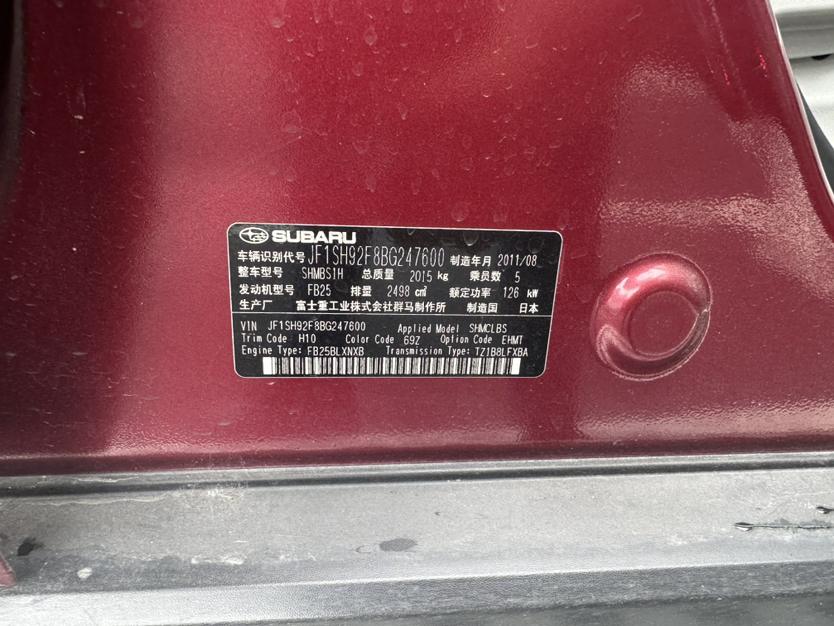 SUBARU
车辆识别代号 JF1SH92F8BG247600 制造年月 2011/08
整车型号 SHMBS1H 总质量 2015 kg 乘员数 5
发动机型号 FB25 排量 2498 cm³ 额定功率 126 kW
生产厂 富士重工业株式会社群马制作所 制造国 日本
VIN JF1SH92F8BG247600 Applied Model SHMCLBS
Trim Code H10 Color Code 69Z Option Code EHMT
Engine Type: FB25BLXNXB Transmission Type: TZ1B8LFXBA